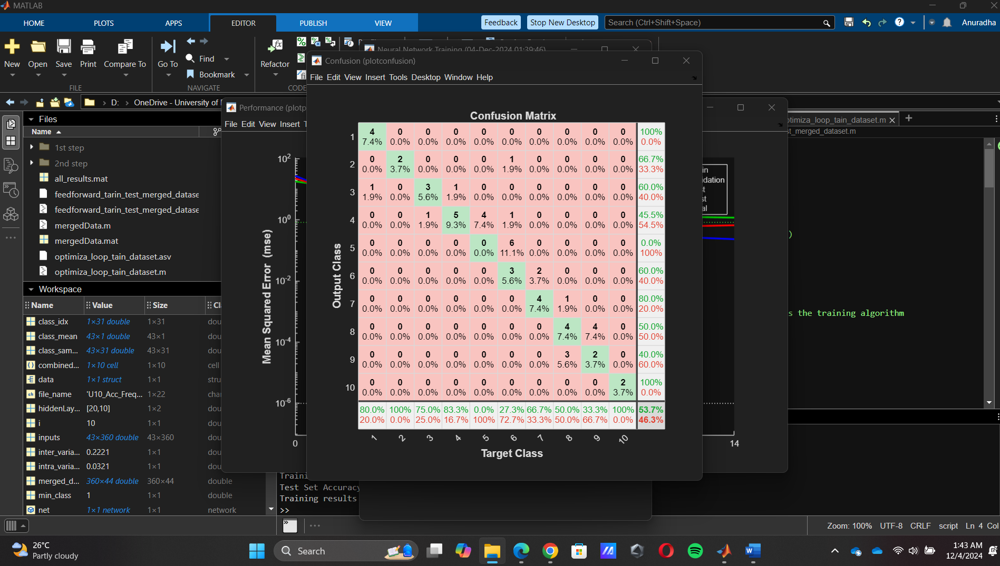 MATLAB
HOME PLOTS APPS EDITOR PUBLISH VIEW Feedback Stop New Desktop Search (Ctrl+Shift+Space) Anuradha
New Open Save Print Compare To Go To Find Bookmark Refactor
FILE NAVIGATE CODE
D: OneDrive - University of
Files
Name
1st step
2nd step
all_results.mat
feedforward_tarin_test_merged_datase
feedforward_tarin_test_merged_datase
mergedData.m
mergedData.mat
optimiza_loop_tain_dataset.asv
optimiza_loop_tain_dataset.m
Workspace
Name Value Size Cl
class_idx 1×31 double 1×31 dou
class_mean 43×1 double 43×1 dou
class_sam... 43×31 double 43×31 dou
combined... 1×10 cell 1×10 cell
data 1×1 struct 1×1 stru
file_name 'U10_Acc_Freq... 1×22 cha
hiddenLay... [20,10] 1×2 dou
i 10 1×1 dou
inputs 43×360 double 43×360 dou
inter_varia... 0.2221 1×1 dou
intra_varia... 0.0321 1×1 dou
merged_d... 360×44 double 360×44 double
min_class 1 1×1 double
net 1×1 network 1×1 network
Neural Network Training (04-Dec-2024 01:39:46)
Performance (plotp
File Edit View Insert T
Mean Squared Error (mse)
10²
10⁰
10⁻²
10⁻⁴
10⁻⁶
0
14
in
idation
st
st
al
Confusion (plotconfusion)
File Edit View Insert Tools Desktop Window Help
Confusion Matrix
Output Class
1 4 0 0 0 0 0 0 0 0 0 100%
7.4% 0.0% 0.0% 0.0% 0.0% 0.0% 0.0% 0.0% 0.0% 0.0% 0.0%
2 0 2 0 0 0 1 0 0 0 0 66.7%
0.0% 3.7% 0.0% 0.0% 0.0% 1.9% 0.0% 0.0% 0.0% 0.0% 33.3%
3 1 0 3 1 0 0 0 0 0 0 60.0%
1.9% 0.0% 5.6% 1.9% 0.0% 0.0% 0.0% 0.0% 0.0% 0.0% 40.0%
4 0 0 1 5 4 1 0 0 0 0 45.5%
0.0% 0.0% 1.9% 9.3% 7.4% 1.9% 0.0% 0.0% 0.0% 0.0% 54.5%
5 0 0 0 0 0 6 0 0 0 0 0.0%
0.0% 0.0% 0.0% 0.0% 0.0% 11.1% 0.0% 0.0% 0.0% 0.0% 100%
6 0 0 0 0 0 3 2 0 0 0 60.0%
0.0% 0.0% 0.0% 0.0% 0.0% 5.6% 3.7% 0.0% 0.0% 0.0% 40.0%
7 0 0 0 0 0 0 4 1 0 0 80.0%
0.0% 0.0% 0.0% 0.0% 0.0% 0.0% 7.4% 1.9% 0.0% 0.0% 20.0%
8 0 0 0 0 0 0 0 4 4 0 50.0%
0.0% 0.0% 0.0% 0.0% 0.0% 0.0% 0.0% 7.4% 7.4% 0.0% 50.0%
9 0 0 0 0 0 0 0 3 2 0 40.0%
0.0% 0.0% 0.0% 0.0% 0.0% 0.0% 0.0% 5.6% 3.7% 0.0% 60.0%
10 0 0 0 0 0 0 0 0 0 2 100%
0.0% 0.0% 0.0% 0.0% 0.0% 0.0% 0.0% 0.0% 0.0% 3.7% 0.0%
80.0% 100% 75.0% 83.3% 0.0% 27.3% 66.7% 50.0% 33.3% 100% 53.7%
20.0% 0.0% 25.0% 16.7% 100% 72.7% 33.3% 50.0% 66.7% 0.0% 46.3%
1 2 3 4 5 6 7 8 9 10
Target Class
optimiza_loop_tain_dataset.m
st_merged_dataset.m
)
s the training algorithm
Traini
Test Set Accuracy
Training results
>>
Zoom: 100% UTF-8 CRLF script Ln 4 Col
26°C
Partly cloudy
Search
1:43 AM
12/4/2024